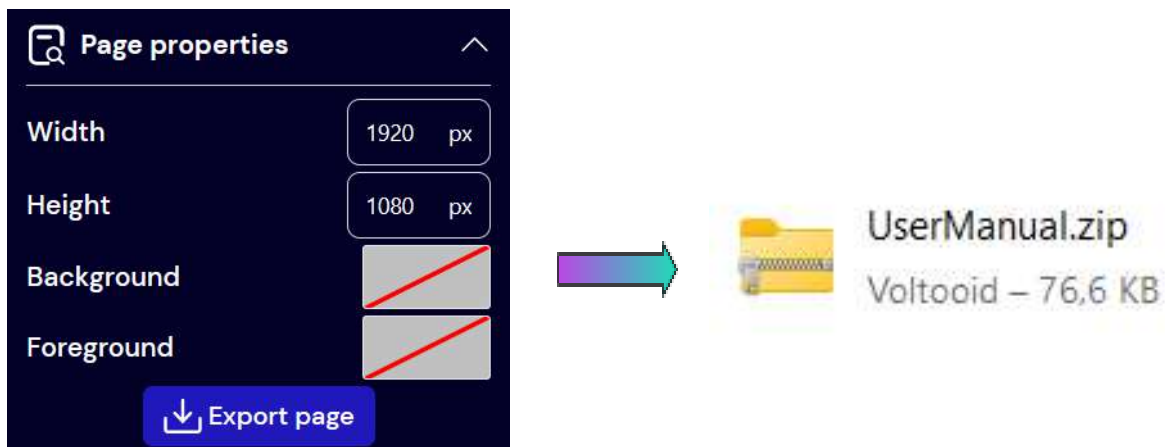 Page properties
Width 1920 px
Height 1080 px
Background
Foreground
Export page
UserManual.zip
Voltooid – 76,6 KB